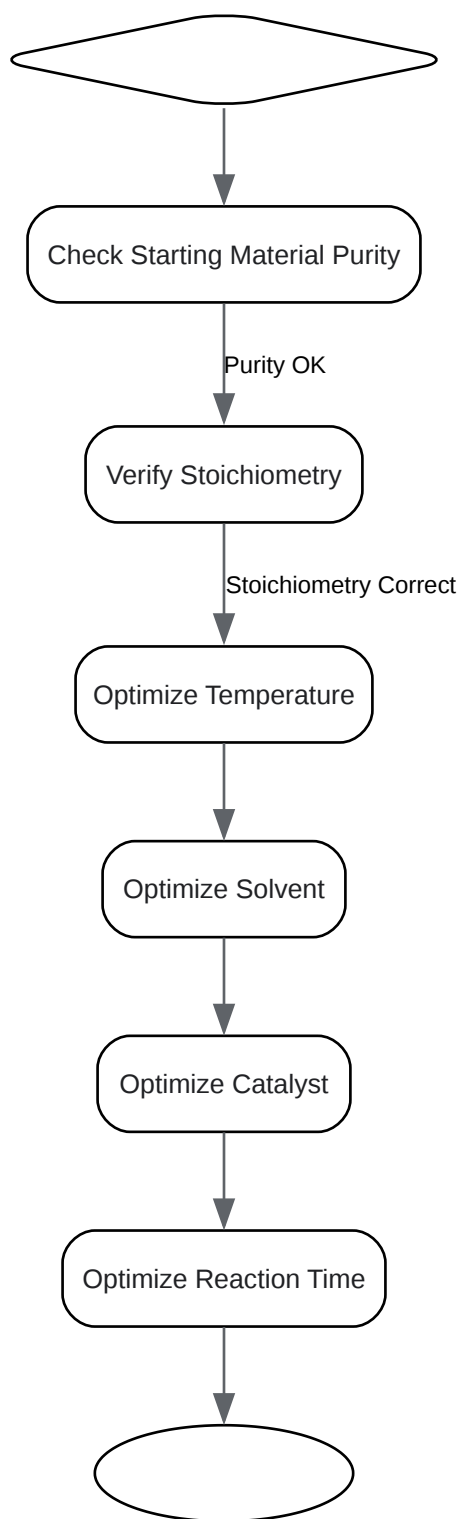 Check Starting Material Purity
Purity OK
Verify Stoichiometry
Stoichiometry Correct
Optimize Temperature
Optimize Solvent
Optimize Catalyst
Optimize Reaction Time